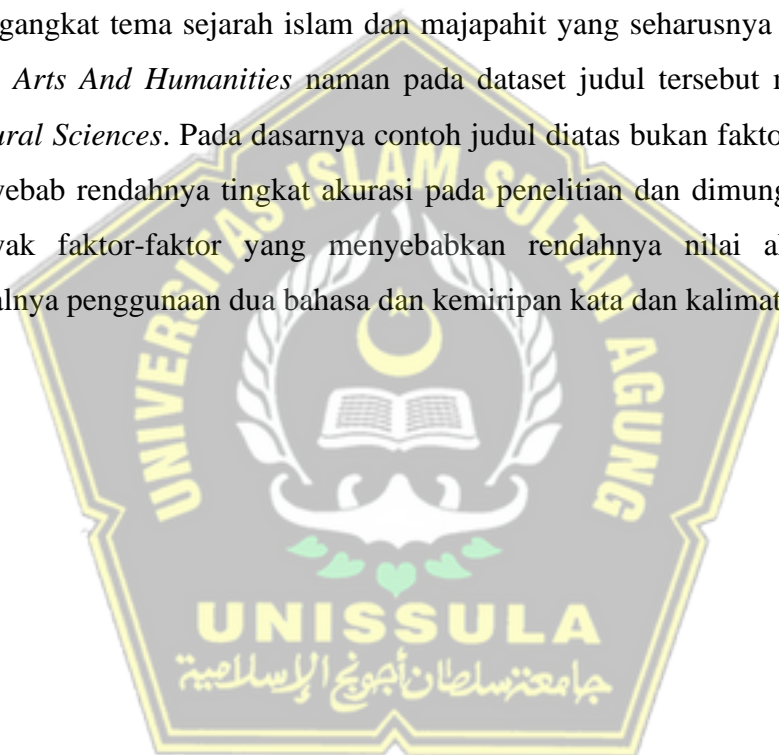 gangkat tema sejarah islam dan majapahit yang seharusnya
Arts And Humanities naman pada dataset judul tersebut
ural Sciences. Pada dasarnya contoh judul diatas bukan fakto
yebab rendahnya tingkat akurasi pada penelitian dan dimung
yak faktor-faktor yang menyebabkan rendahnya nilai a
alnya penggunaan dua bahasa dan kemiripan kata dan kalimat
UNIVERSITAS ISLAM SULTAN AGUNG
UNISSULA
جامعتسلطان أجونج الإسلامية